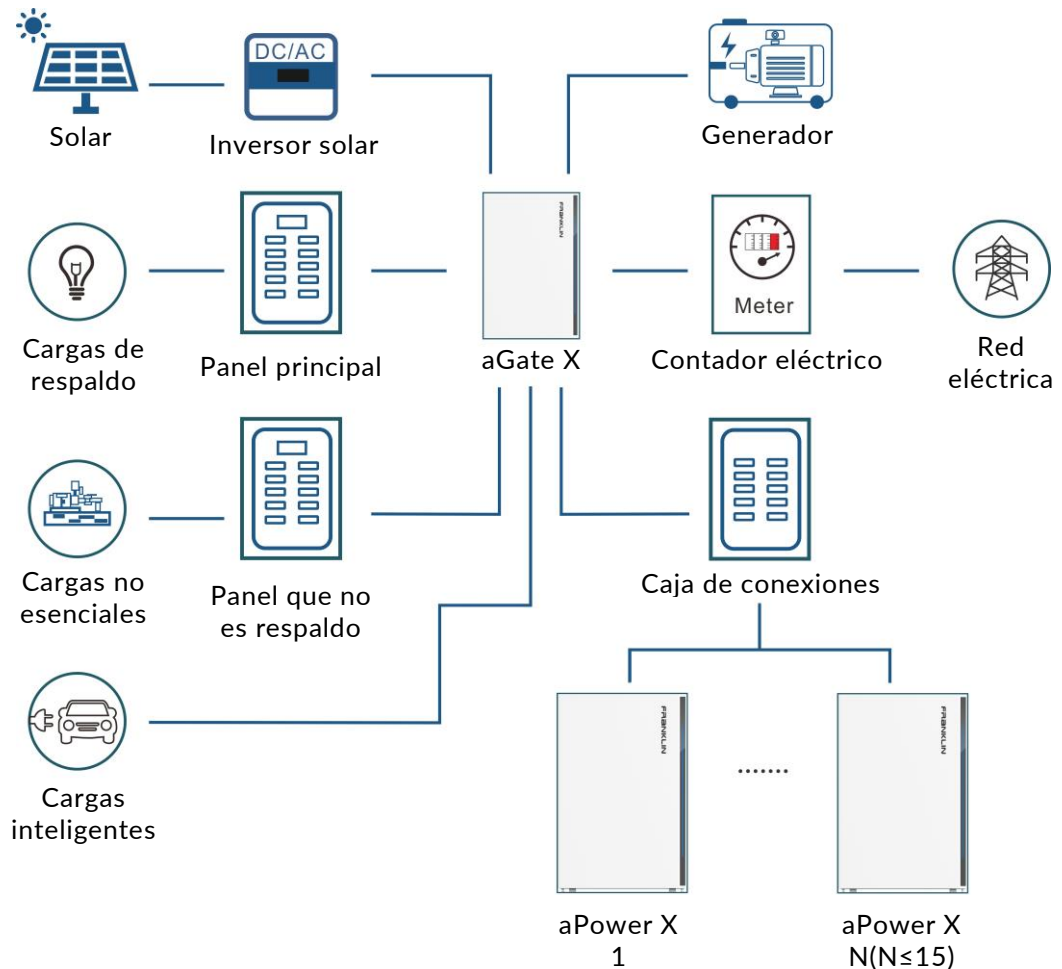 DC/AC
Solar
Inversor solar
Generador
FRANKLIN
Meter
Cargas de
respaldo
Panel principal
aGate X
Contador eléctrico
Red
eléctrica
Cargas no
esenciales
Panel que no
es respaldo
Caja de conexiones
Cargas
inteligentes
FRANKLIN
.......
FRANKLIN
aPower X
1
aPower X
N(N≤15)